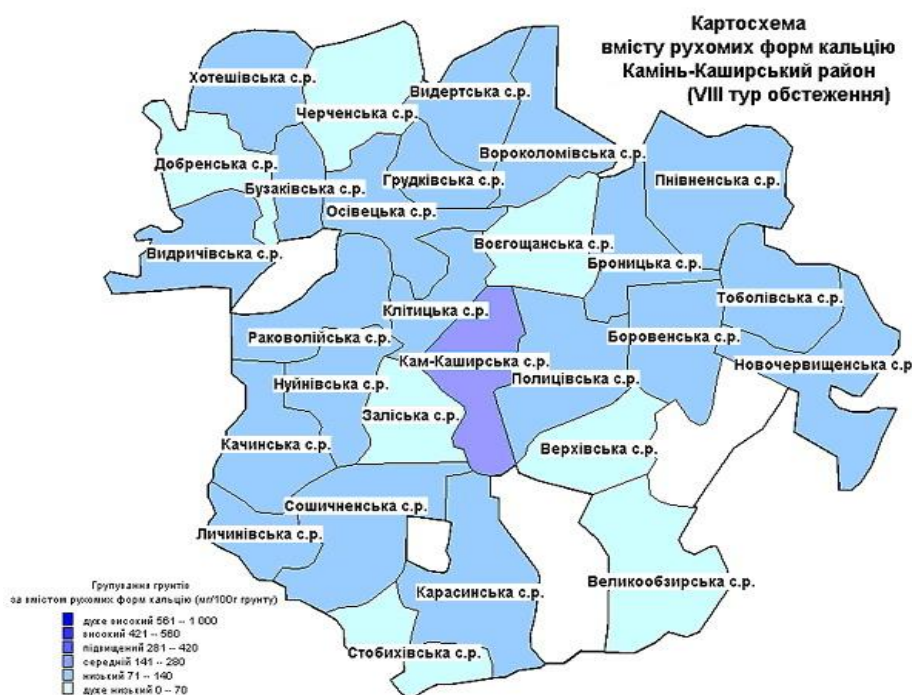 Картосхема
вмісту рухомих форм кальцію
Камінь-Каширський район
(VIII тур обстеження)
Хотешівська с.р.
Видертська с.р.
Черченська с.р.
Вороколомівська с.р.
Добренська с.р.
Бузаківська с.р.
Грудківська с.р.
Пнівненська с.р.
Осівецька с.р.
Воєгощанська с.р.
Видричівська с.р.
Броницька с.р.
Тоболівська с.р.
Клітицька с.р.
Раковолійська с.р.
Боровенська с.р.
Кам-Каширська с.р.
Новочервищенська с.р
Нуйнівська с.р.
Полицівська с.р.
Заліська с.р.
Качинська с.р.
Верхівська с.р.
Сошичненська с.р.
Личинівська с.р.
Великообзирська с.р.
Карасинська с.р.
Стобихівська с.р.
Групування грунтів
за вмістом рухомих форм кальцію (мг/100г грунту)
дуже високий 561 -- 1 000
високий 421 -- 560
підвищений 281 -- 420
середній 141 -- 280
низький 71 -- 140
дуже низький 0 -- 70